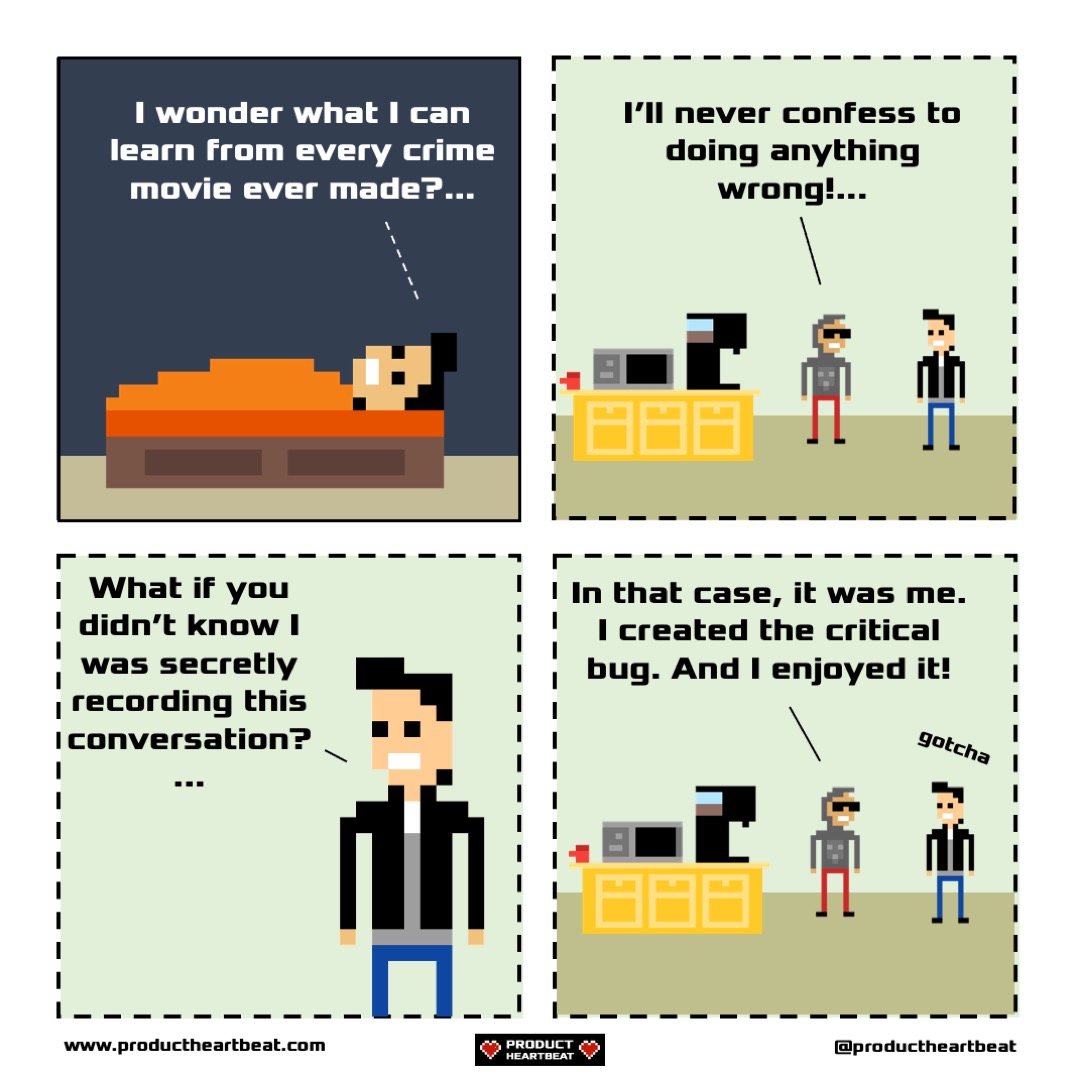 I wonder what I can
learn from every crime
movie ever made?...
I’ll never confess to
doing anything
wrong!...
What if you
didn’t know I
was secretly
recording this
conversation?
...
In that case, it was me.
I created the critical
bug. And I enjoyed it!
gotcha
www.productheartbeat.com
PRODUCT
HEARTBEAT
@productheartbeat